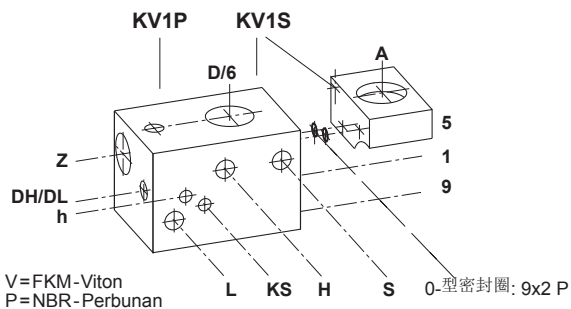 KV1P KV1S
D/6
A
5
Z
1
DH/DL
9
h
L KS H S
0-型密封圈: 9x2 P
V=FKM-Viton
P=NBR-Perbunan